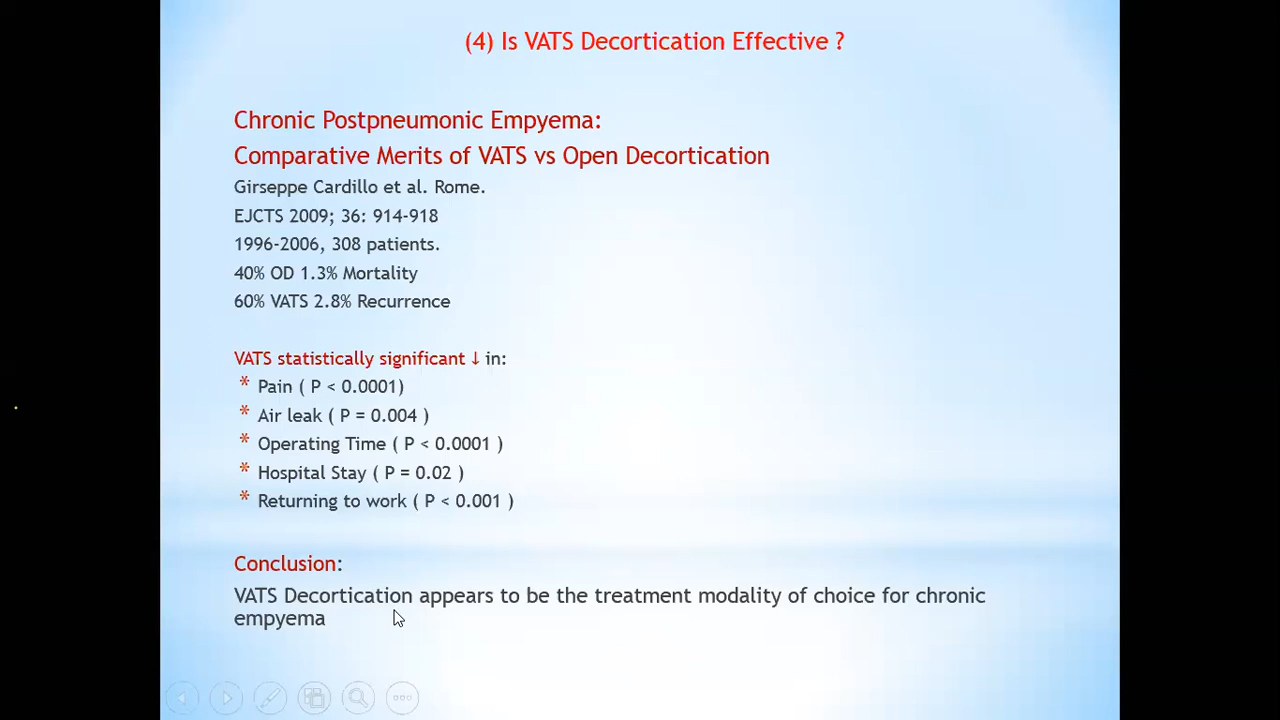 (4) Is VATS Decortication Effective ?
Chronic Postpneumonic Empyema:
Comparative Merits of VATS vs Open Decortication
Girseppe Cardillo et al. Rome.
EJCTS 2009; 36: 914-918
1996-2006, 308 patients.
40% OD 1.3% Mortality
60% VATS 2.8% Recurrence
VATS statistically significant ↓ in:
* Pain ( P < 0.0001)
* Air leak ( P = 0.004 )
* Operating Time ( P < 0.0001 )
* Hospital Stay ( P = 0.02 )
* Returning to work ( P < 0.001 )
Conclusion:
VATS Decortication appears to be the treatment modality of choice for chronic
empyema